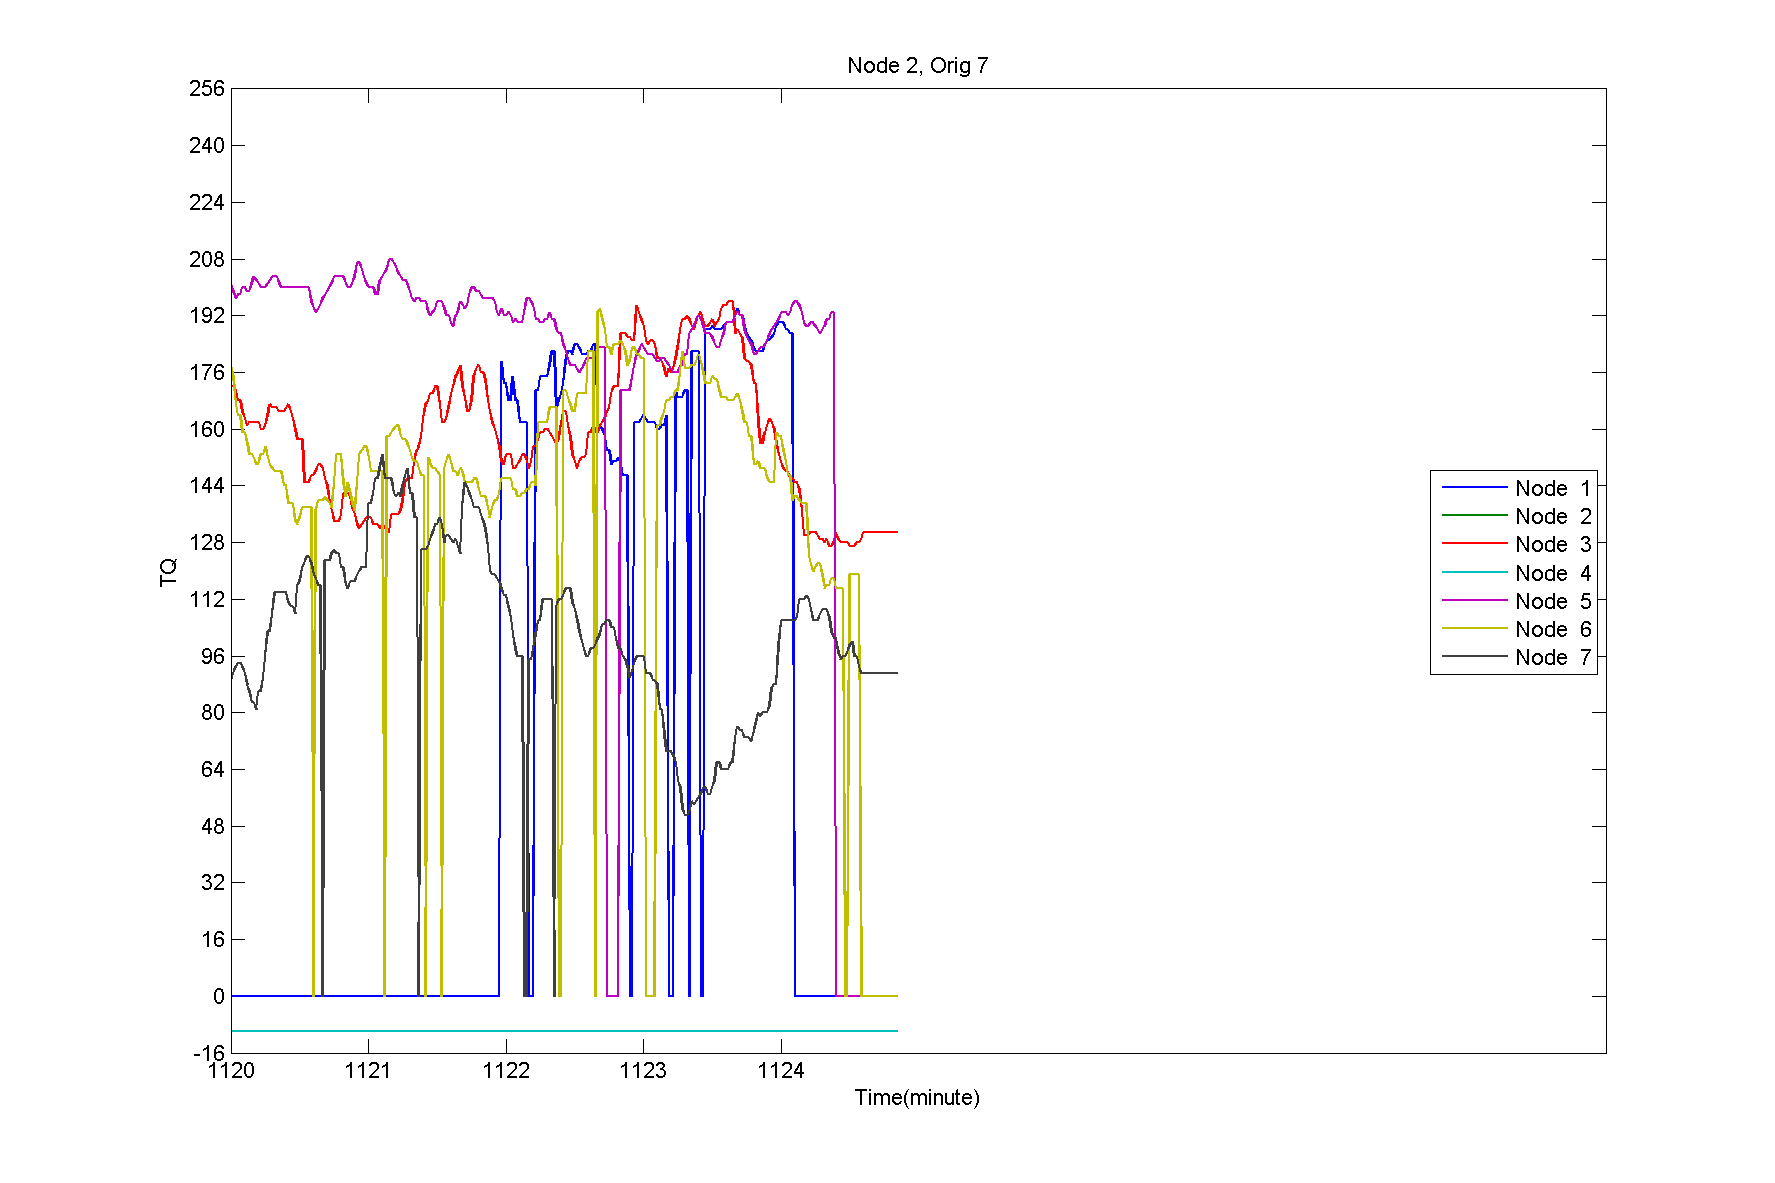 Node 2, Orig 7
256
240
224
208
192
176
160
144
128
112
96
80
64
48
32
16
0
-16
TQ
1120 1121 1122 1123 1124
Time(minute)
Node 1
Node 2
Node 3
Node 4
Node 5
Node 6
Node 7